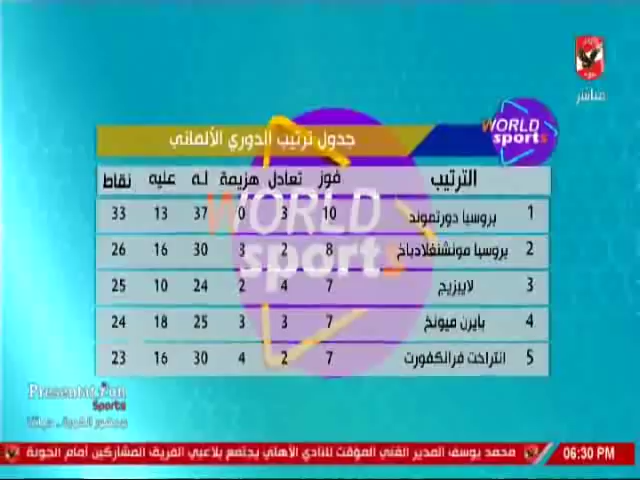 مباشر
WORLD
sports
جدول ترتيب الدوري الألماني
الترتيب فوز تعادل هزيمة له عليه نقاط
1 بروسيا دورتموند 10 3 0 37 13 33
2 بروسيا مونشنغلادباخ 8 2 3 30 16 26
3 لايبزيج 7 4 2 24 10 25
4 بايرن ميونخ 7 3 3 25 18 24
5 انتراخت فرانكفورت 7 2 4 30 16 23
WORLD
sports
Presentation
Sports
محمد يوسف المدير الفني المؤقت للنادي الأهلي يجتمع بلاعبي الفريق المشاركين أمام الجونة
06:30 PM